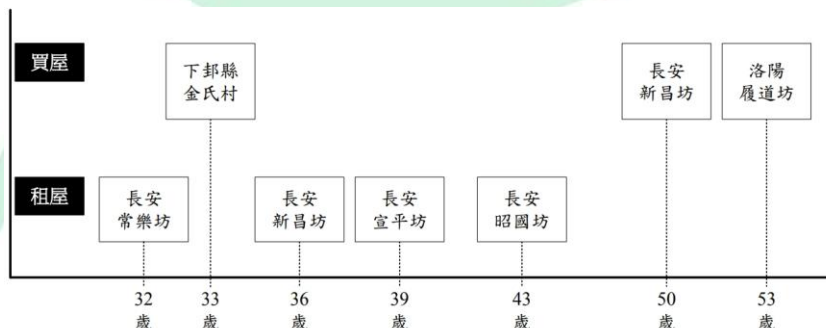 買屋
下邽縣
金氏村
長安
新昌坊
洛陽
履道坊
租屋
長安
常樂坊
長安
新昌坊
長安
宣平坊
長安
昭國坊
32
歲
33
歲
36
歲
39
歲
43
歲
50
歲
53
歲